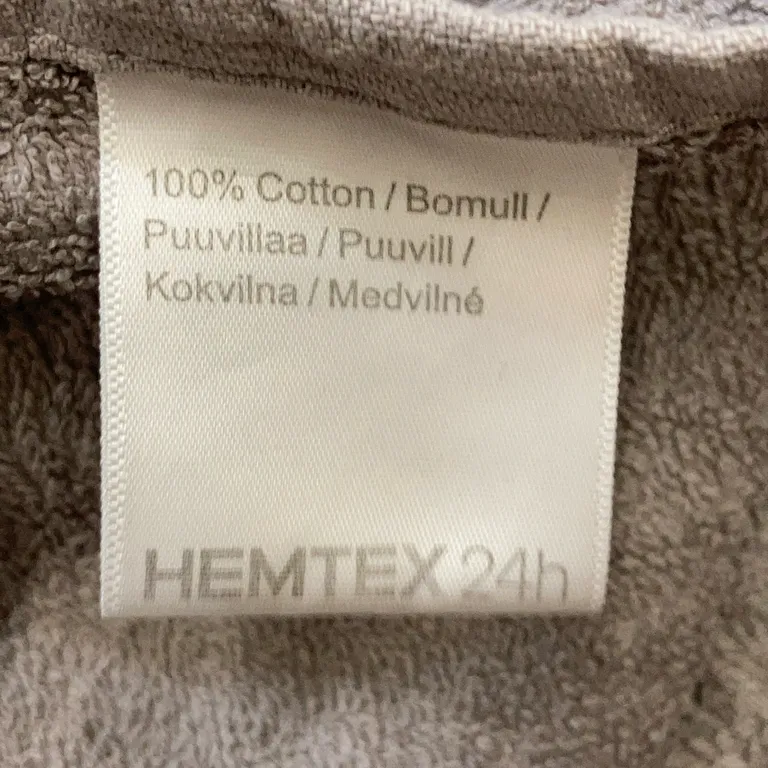 100% Cotton / Bomull /
Puuvillaa / Puuvill /
Kokvilna / Medvilné
HEMTEX 24h